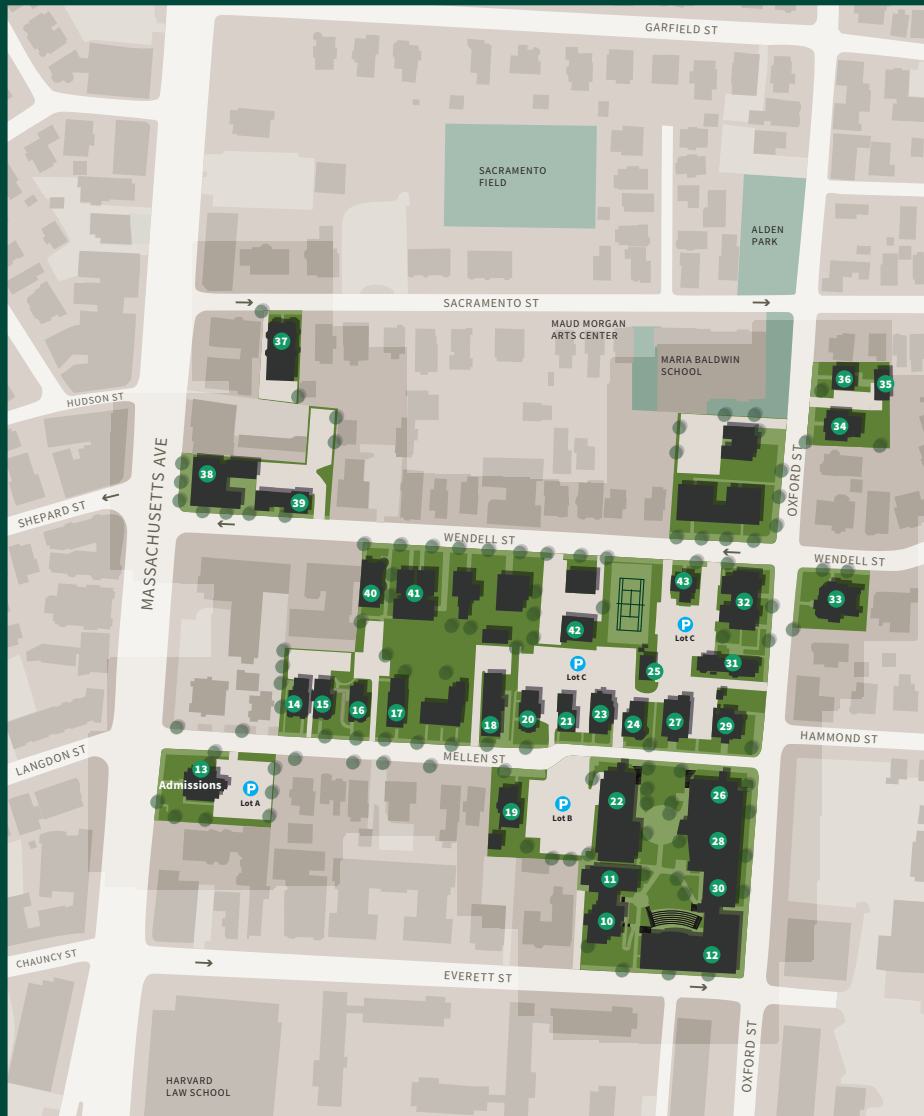 GARFIELD ST
SACRAMENTO
FIELD
ALDEN
PARK
SACRAMENTO ST
MAUD MORGAN
ARTS CENTER
MARIA BALDWIN
SCHOOL
37
36
35
34
HUDSON ST
MASSACHUSETTS AVE
OXFORD ST
38
39
SHEPARD ST
WENDELL ST
WENDELL ST
40
41
43
32
33
42
P
Lot C
P
Lot C
31
25
14
15
16
17
18
20
21
23
24
27
29
HAMMOND ST
LANGDON ST
MELLEN ST
13
Admissions
P
Lot A
19
P
Lot B
22
26
28
11
30
10
12
CHAUNCY ST
EVERETT ST
OXFORD ST
HARVARD
LAW SCHOOL